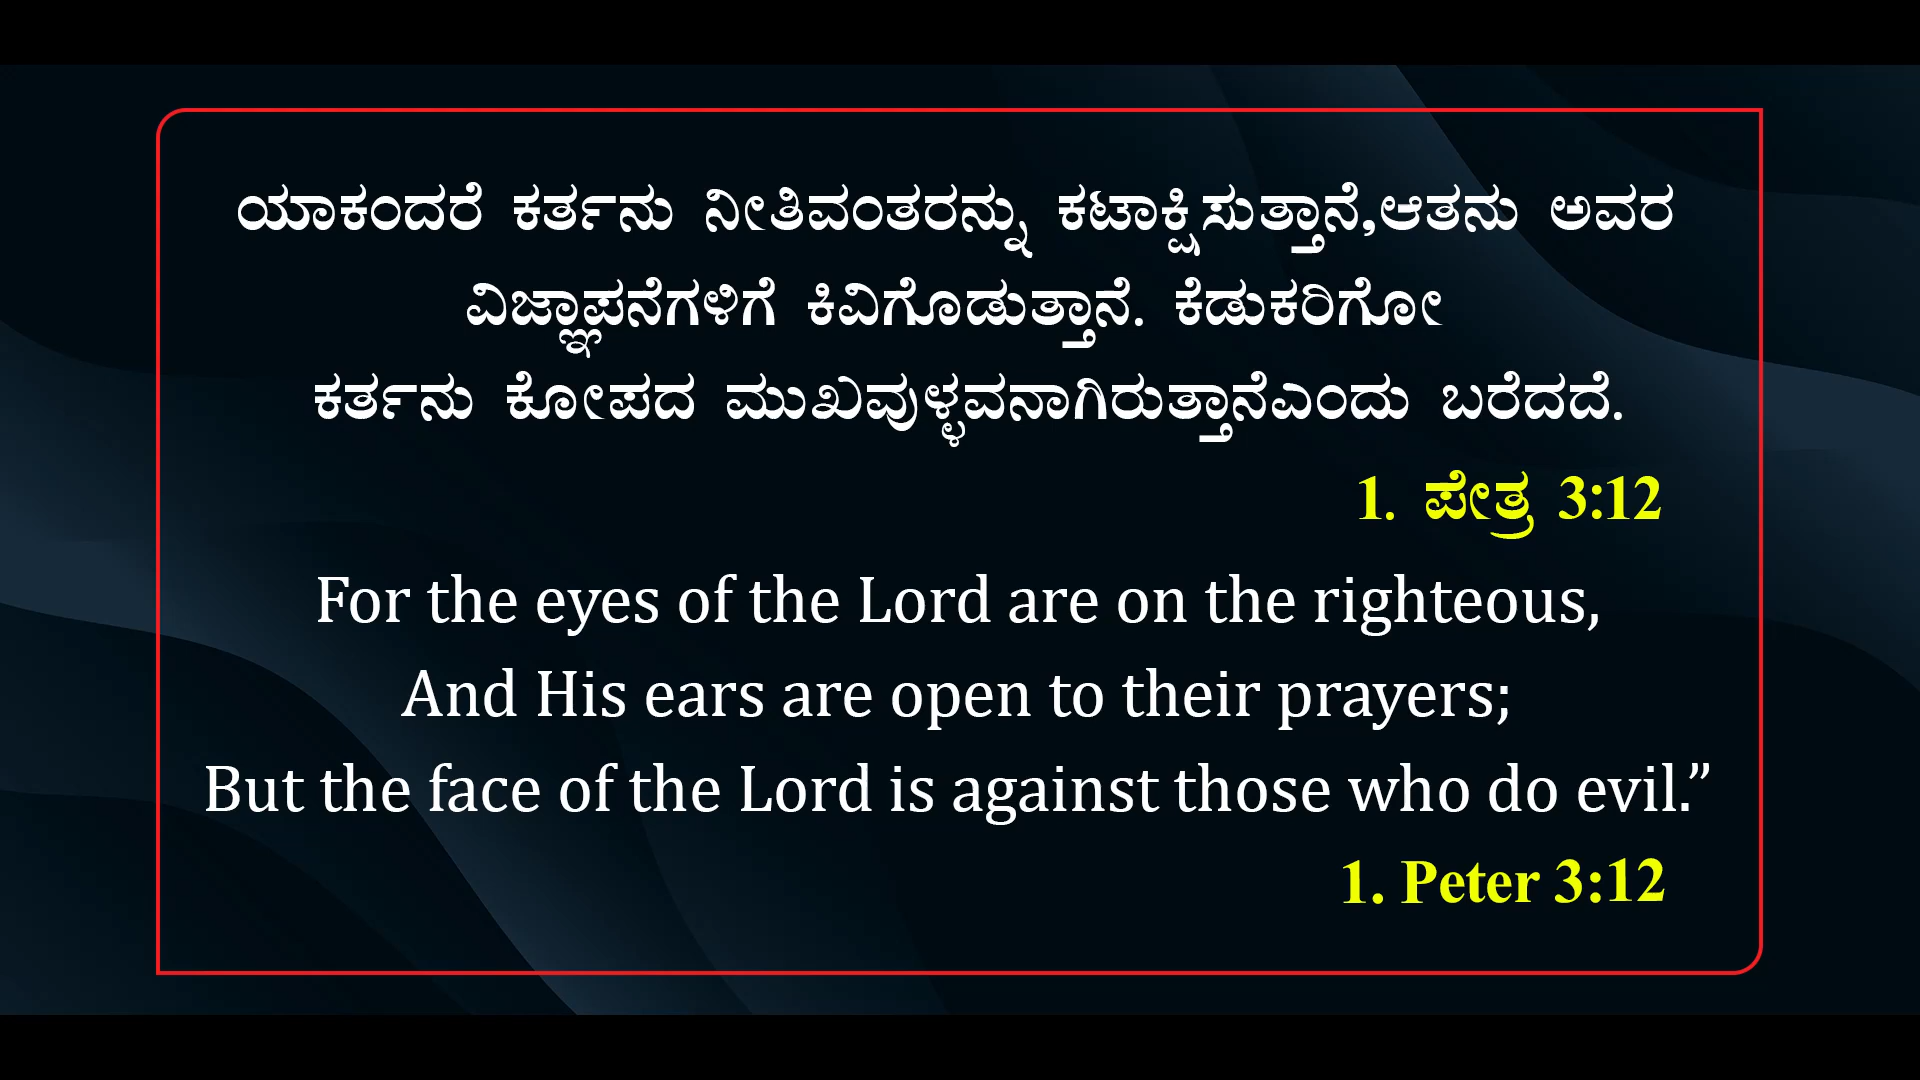 ಯಾಕಂದರೆ ಕರ್ತನು ನೀತಿವಂತರನ್ನು ಕಟಾಕ್ಷಿಸುತ್ತಾನೆ,ಆತನು ಅವರ
ವಿಜ್ಞಾಪನೆಗಳಿಗೆ ಕಿವಿಗೊಡುತ್ತಾನೆ. ಕೆಡುಕರಿಗೋ
ಕರ್ತನು ಕೋಪದ ಮುಖವುಳ್ಳವನಾಗಿರುತ್ತಾನೆಎಂದು ಬರೆದದೆ.
1. ಪೇತ್ರ 3:12
For the eyes of the Lord are on the righteous,
And His ears are open to their prayers;
But the face of the Lord is against those who do evil.”
1. Peter 3:12